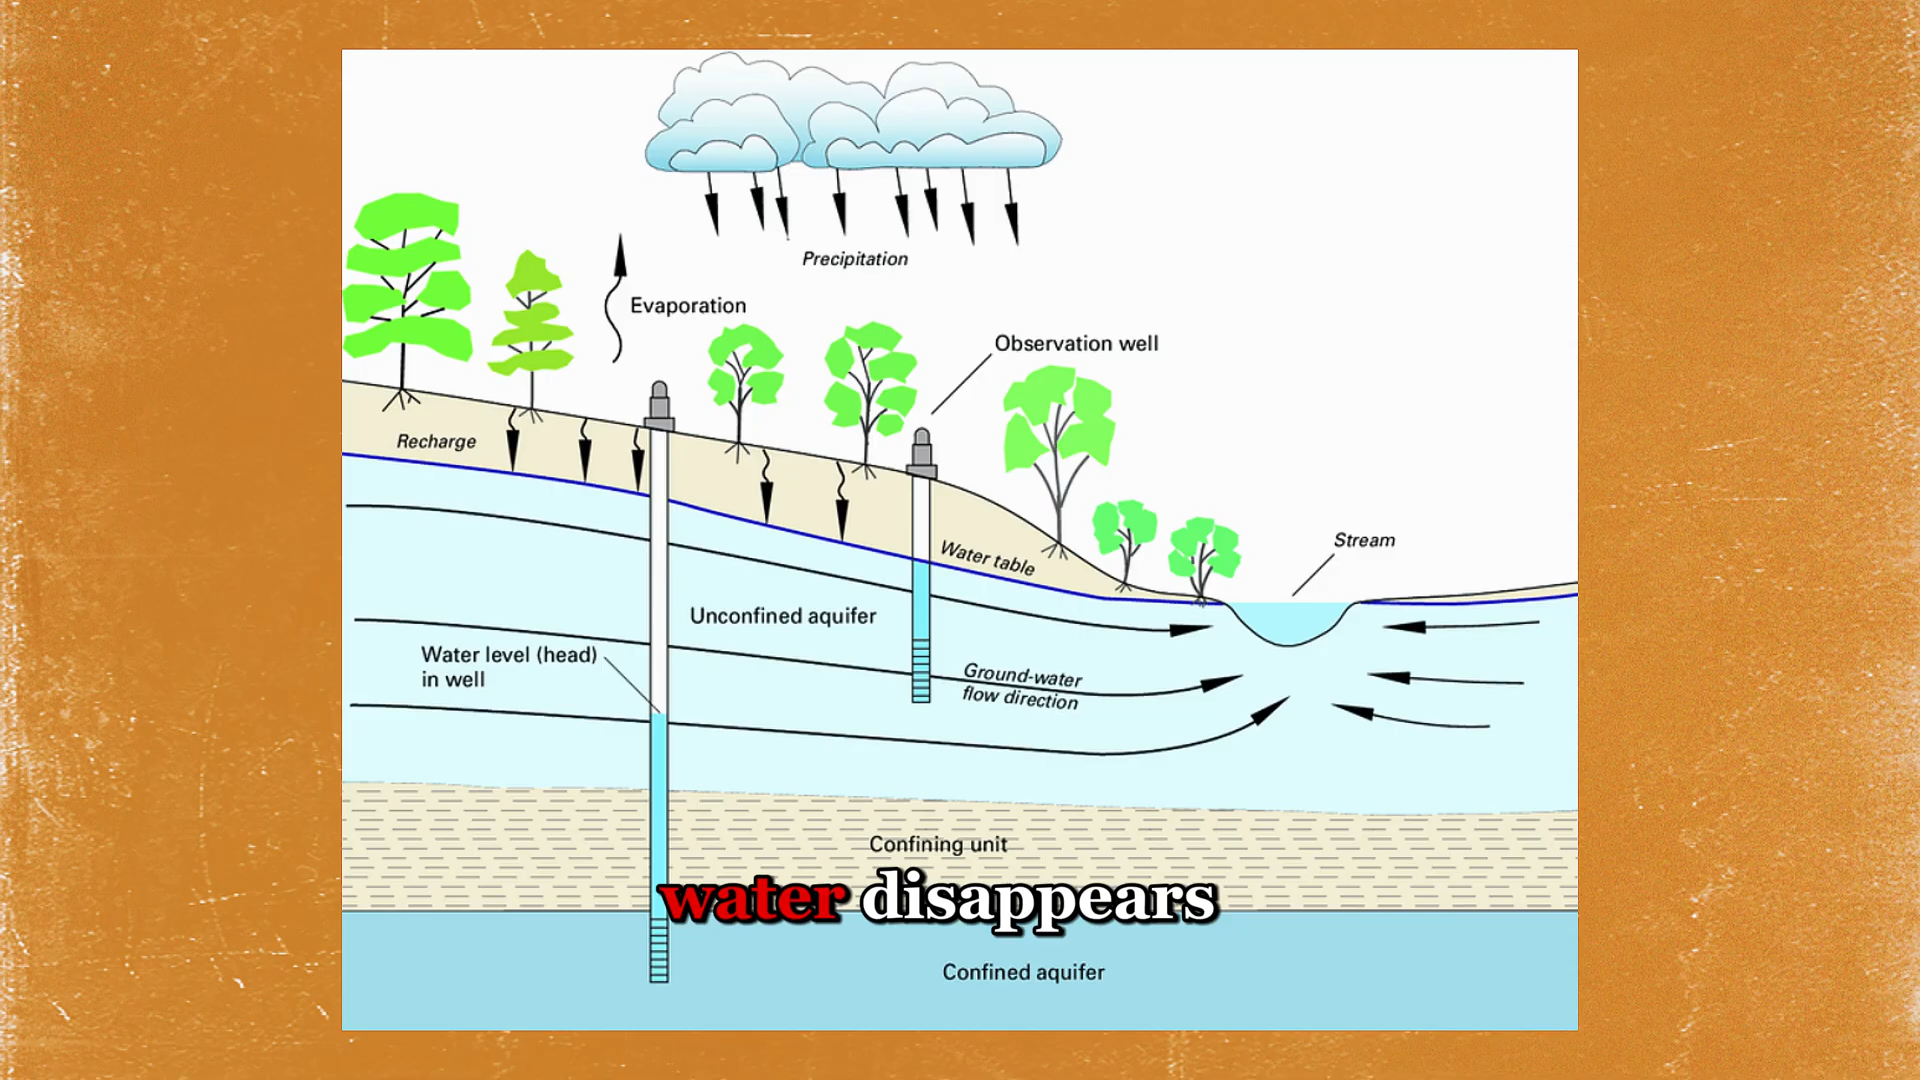 Precipitation
Evaporation
Observation well
Recharge
Stream
Water table
Unconfined aquifer
Water level (head)
in well
Ground-water
flow direction
Confining unit
water disappears
Confined aquifer